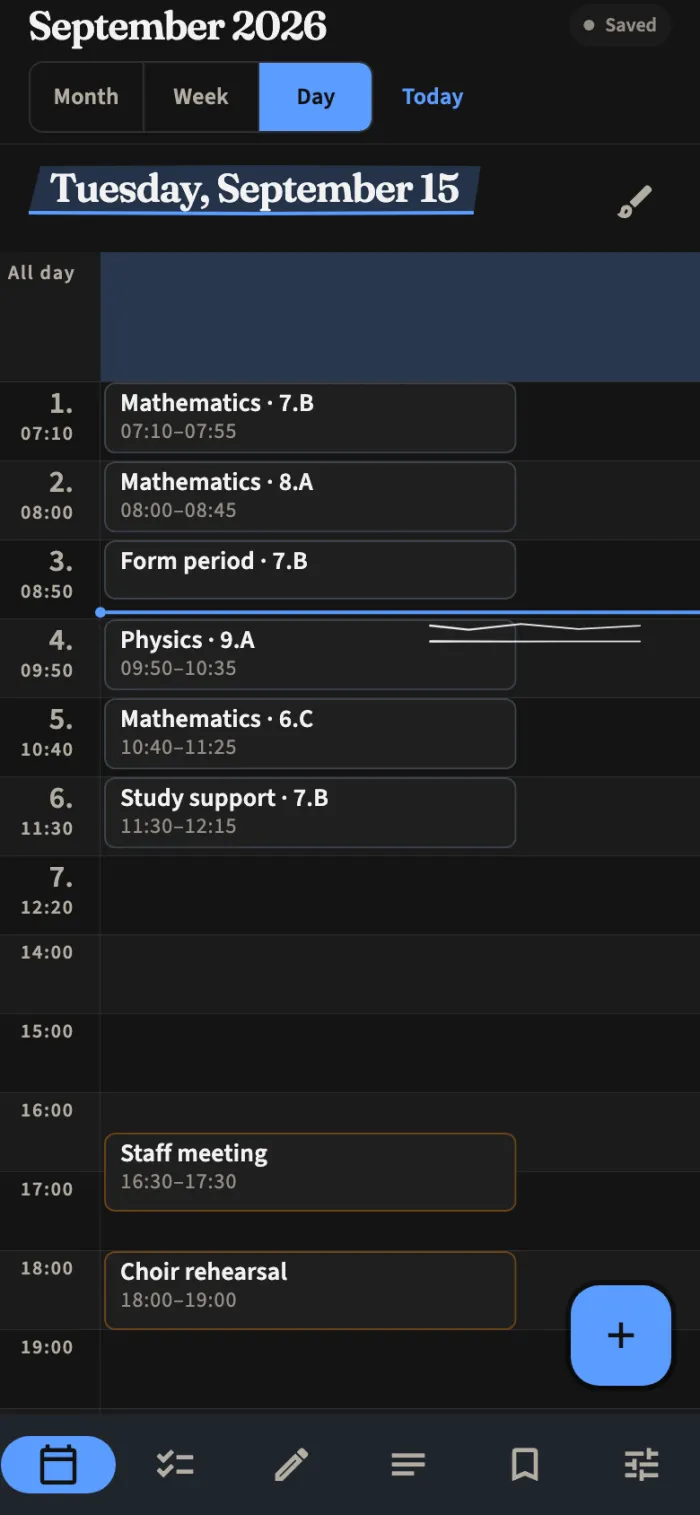 September 2026
Saved
Month
Week
Day
Today
Tuesday, September 15
All day
1.
07:10
Mathematics · 7.B
07:10–07:55
2.
08:00
Mathematics · 8.A
08:00–08:45
3.
08:50
Form period · 7.B
4.
09:50
Physics · 9.A
09:50–10:35
5.
10:40
Mathematics · 6.C
10:40–11:25
6.
11:30
Study support · 7.B
11:30–12:15
7.
12:20
14:00
15:00
16:00
Staff meeting
16:30–17:30
17:00
18:00
Choir rehearsal
18:00–19:00
19:00